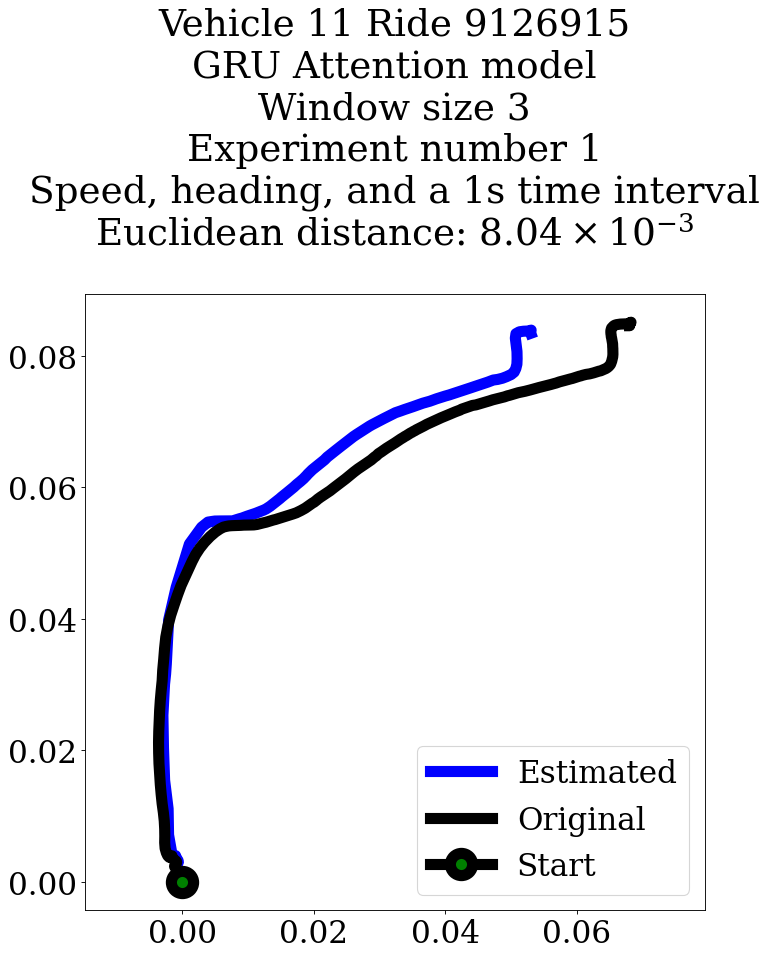 Vehicle 11 Ride 9126915
GRU Attention model
Window size 3
Experiment number 1
Speed, heading, and a 1s time interval
Euclidean distance: 8.04 × 10⁻³
0.08
0.06
0.04
0.02
0.00
Estimated
Original
Start
0.00 0.02 0.04 0.06